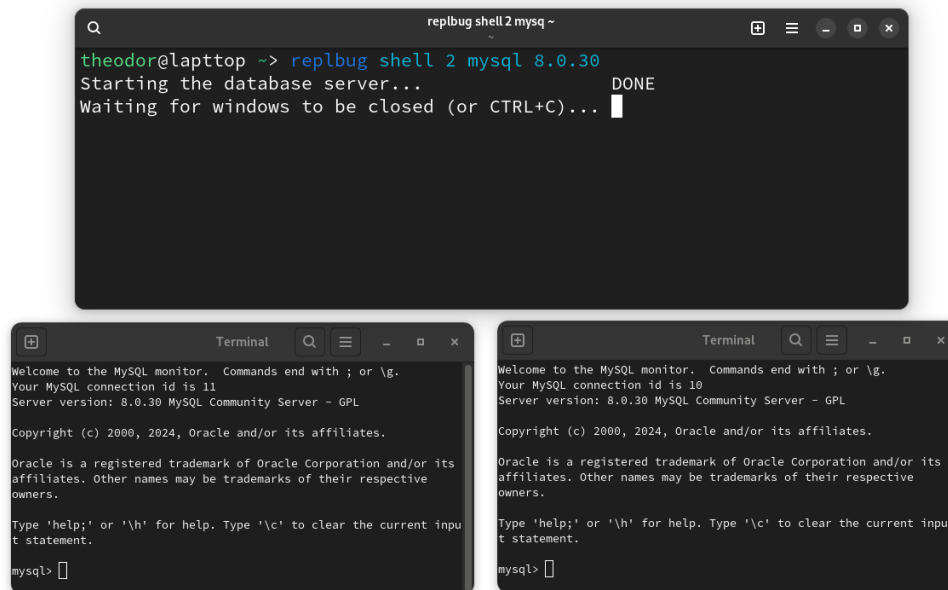 replbug shell 2 mysq ~
~
theodor@lapttop ~> replbug shell 2 mysql 8.0.30
Starting the database server... DONE
Waiting for windows to be closed (or CTRL+C)...
Terminal
Welcome to the MySQL monitor.  Commands end with ; or \g.
Your MySQL connection id is 11
Server version: 8.0.30 MySQL Community Server - GPL
Copyright (c) 2000, 2024, Oracle and/or its affiliates.
Oracle is a registered trademark of Oracle Corporation and/or its
affiliates. Other names may be trademarks of their respective
owners.
Type 'help;' or '\h' for help. Type '\c' to clear the current inpu
t statement.
mysql>
Terminal
Welcome to the MySQL monitor.  Commands end with ; or \g.
Your MySQL connection id is 10
Server version: 8.0.30 MySQL Community Server - GPL
Copyright (c) 2000, 2024, Oracle and/or its affiliates.
Oracle is a registered trademark of Oracle Corporation and/or its
affiliates. Other names may be trademarks of their respective
owners.
Type 'help;' or '\h' for help. Type '\c' to clear the current inpu
t statement.
mysql>